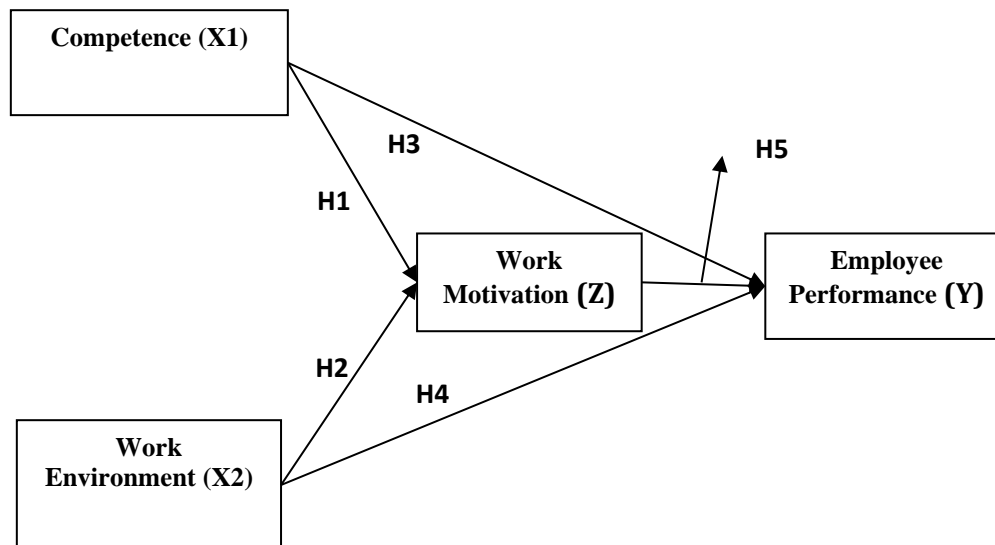 Competence (X1)
H3
H5
H1
Work
Motivation (Z)
Employee
Performance (Y)
H2
H4
Work
Environment (X2)